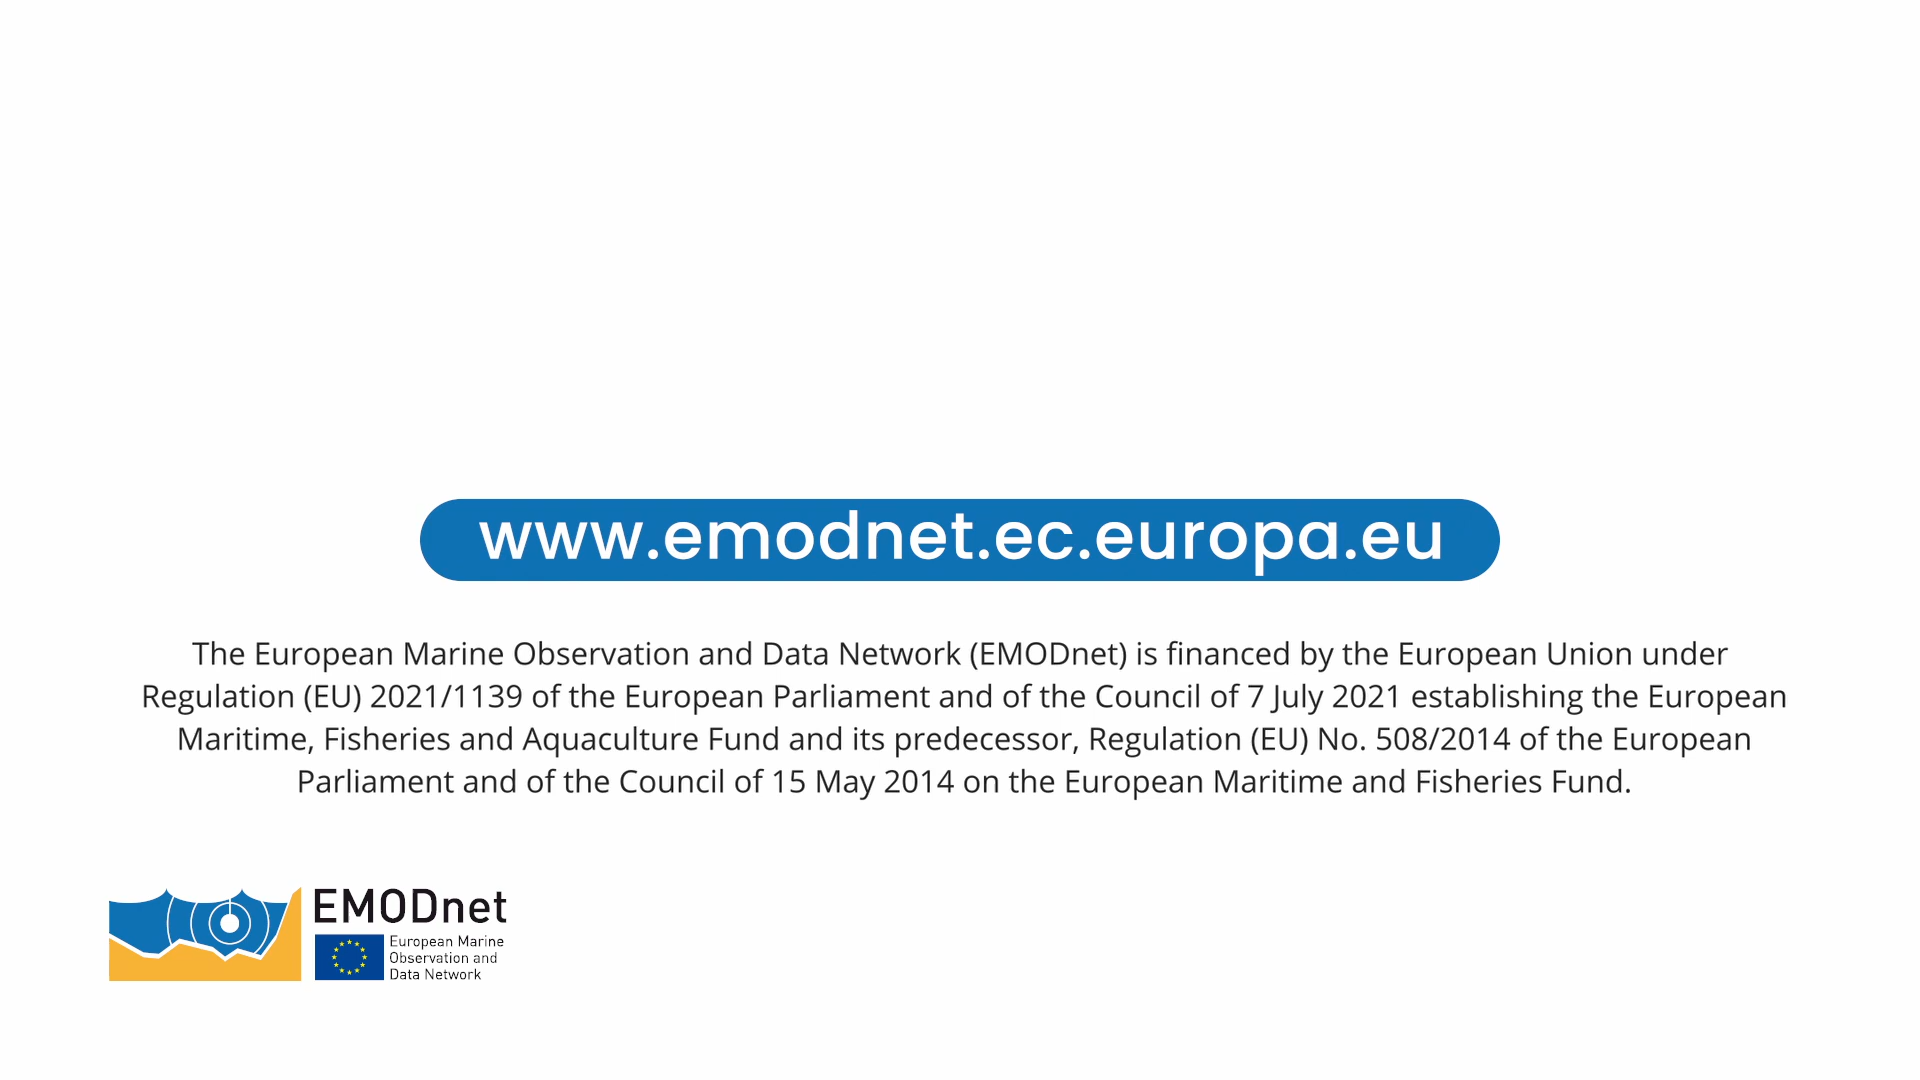 www.emodnet.ec.europa.eu
The European Marine Observation and Data Network (EMODnet) is financed by the European Union under
Regulation (EU) 2021/1139 of the European Parliament and of the Council of 7 July 2021 establishing the European
Maritime, Fisheries and Aquaculture Fund and its predecessor, Regulation (EU) No. 508/2014 of the European
Parliament and of the Council of 15 May 2014 on the European Maritime and Fisheries Fund.
EMODnet
European Marine
Observation and
Data Network